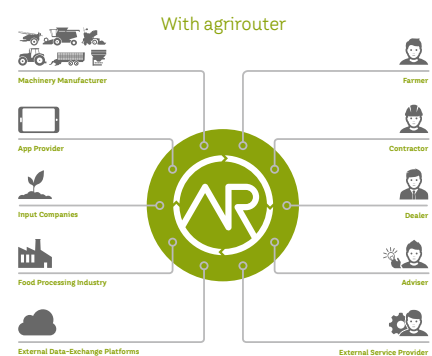 With agrirouter
Machinery Manufacturer
Farmer
App Provider
Contractor
Input Companies
Dealer
Food Processing Industry
Adviser
External Data-Exchange Platforms
External Service Provider
AR